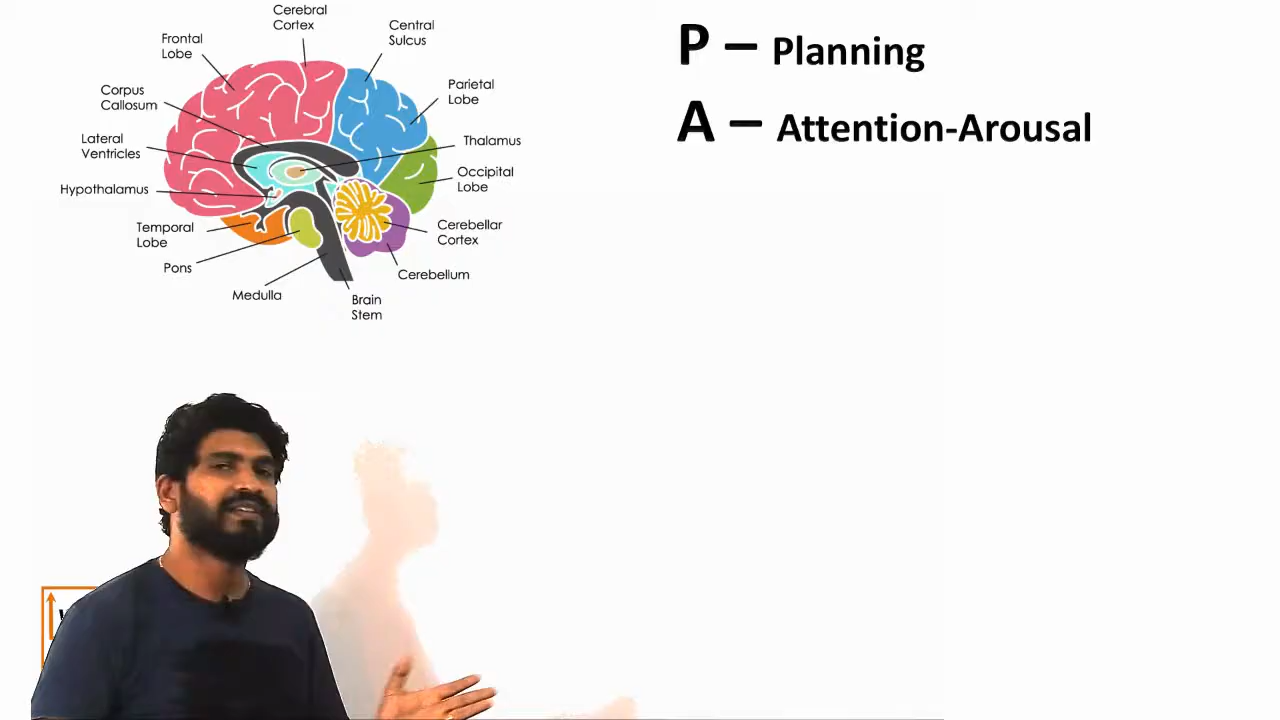 Cerebral
Cortex
Central
Sulcus
Frontal
Lobe
Corpus
Callosum
Parietal
Lobe
Lateral
Ventricles
Thalamus
Hypothalamus
Occipital
Lobe
Temporal
Lobe
Cerebellar
Cortex
Pons
Cerebellum
Medulla
Brain
Stem
P – Planning
A – Attention-Arousal